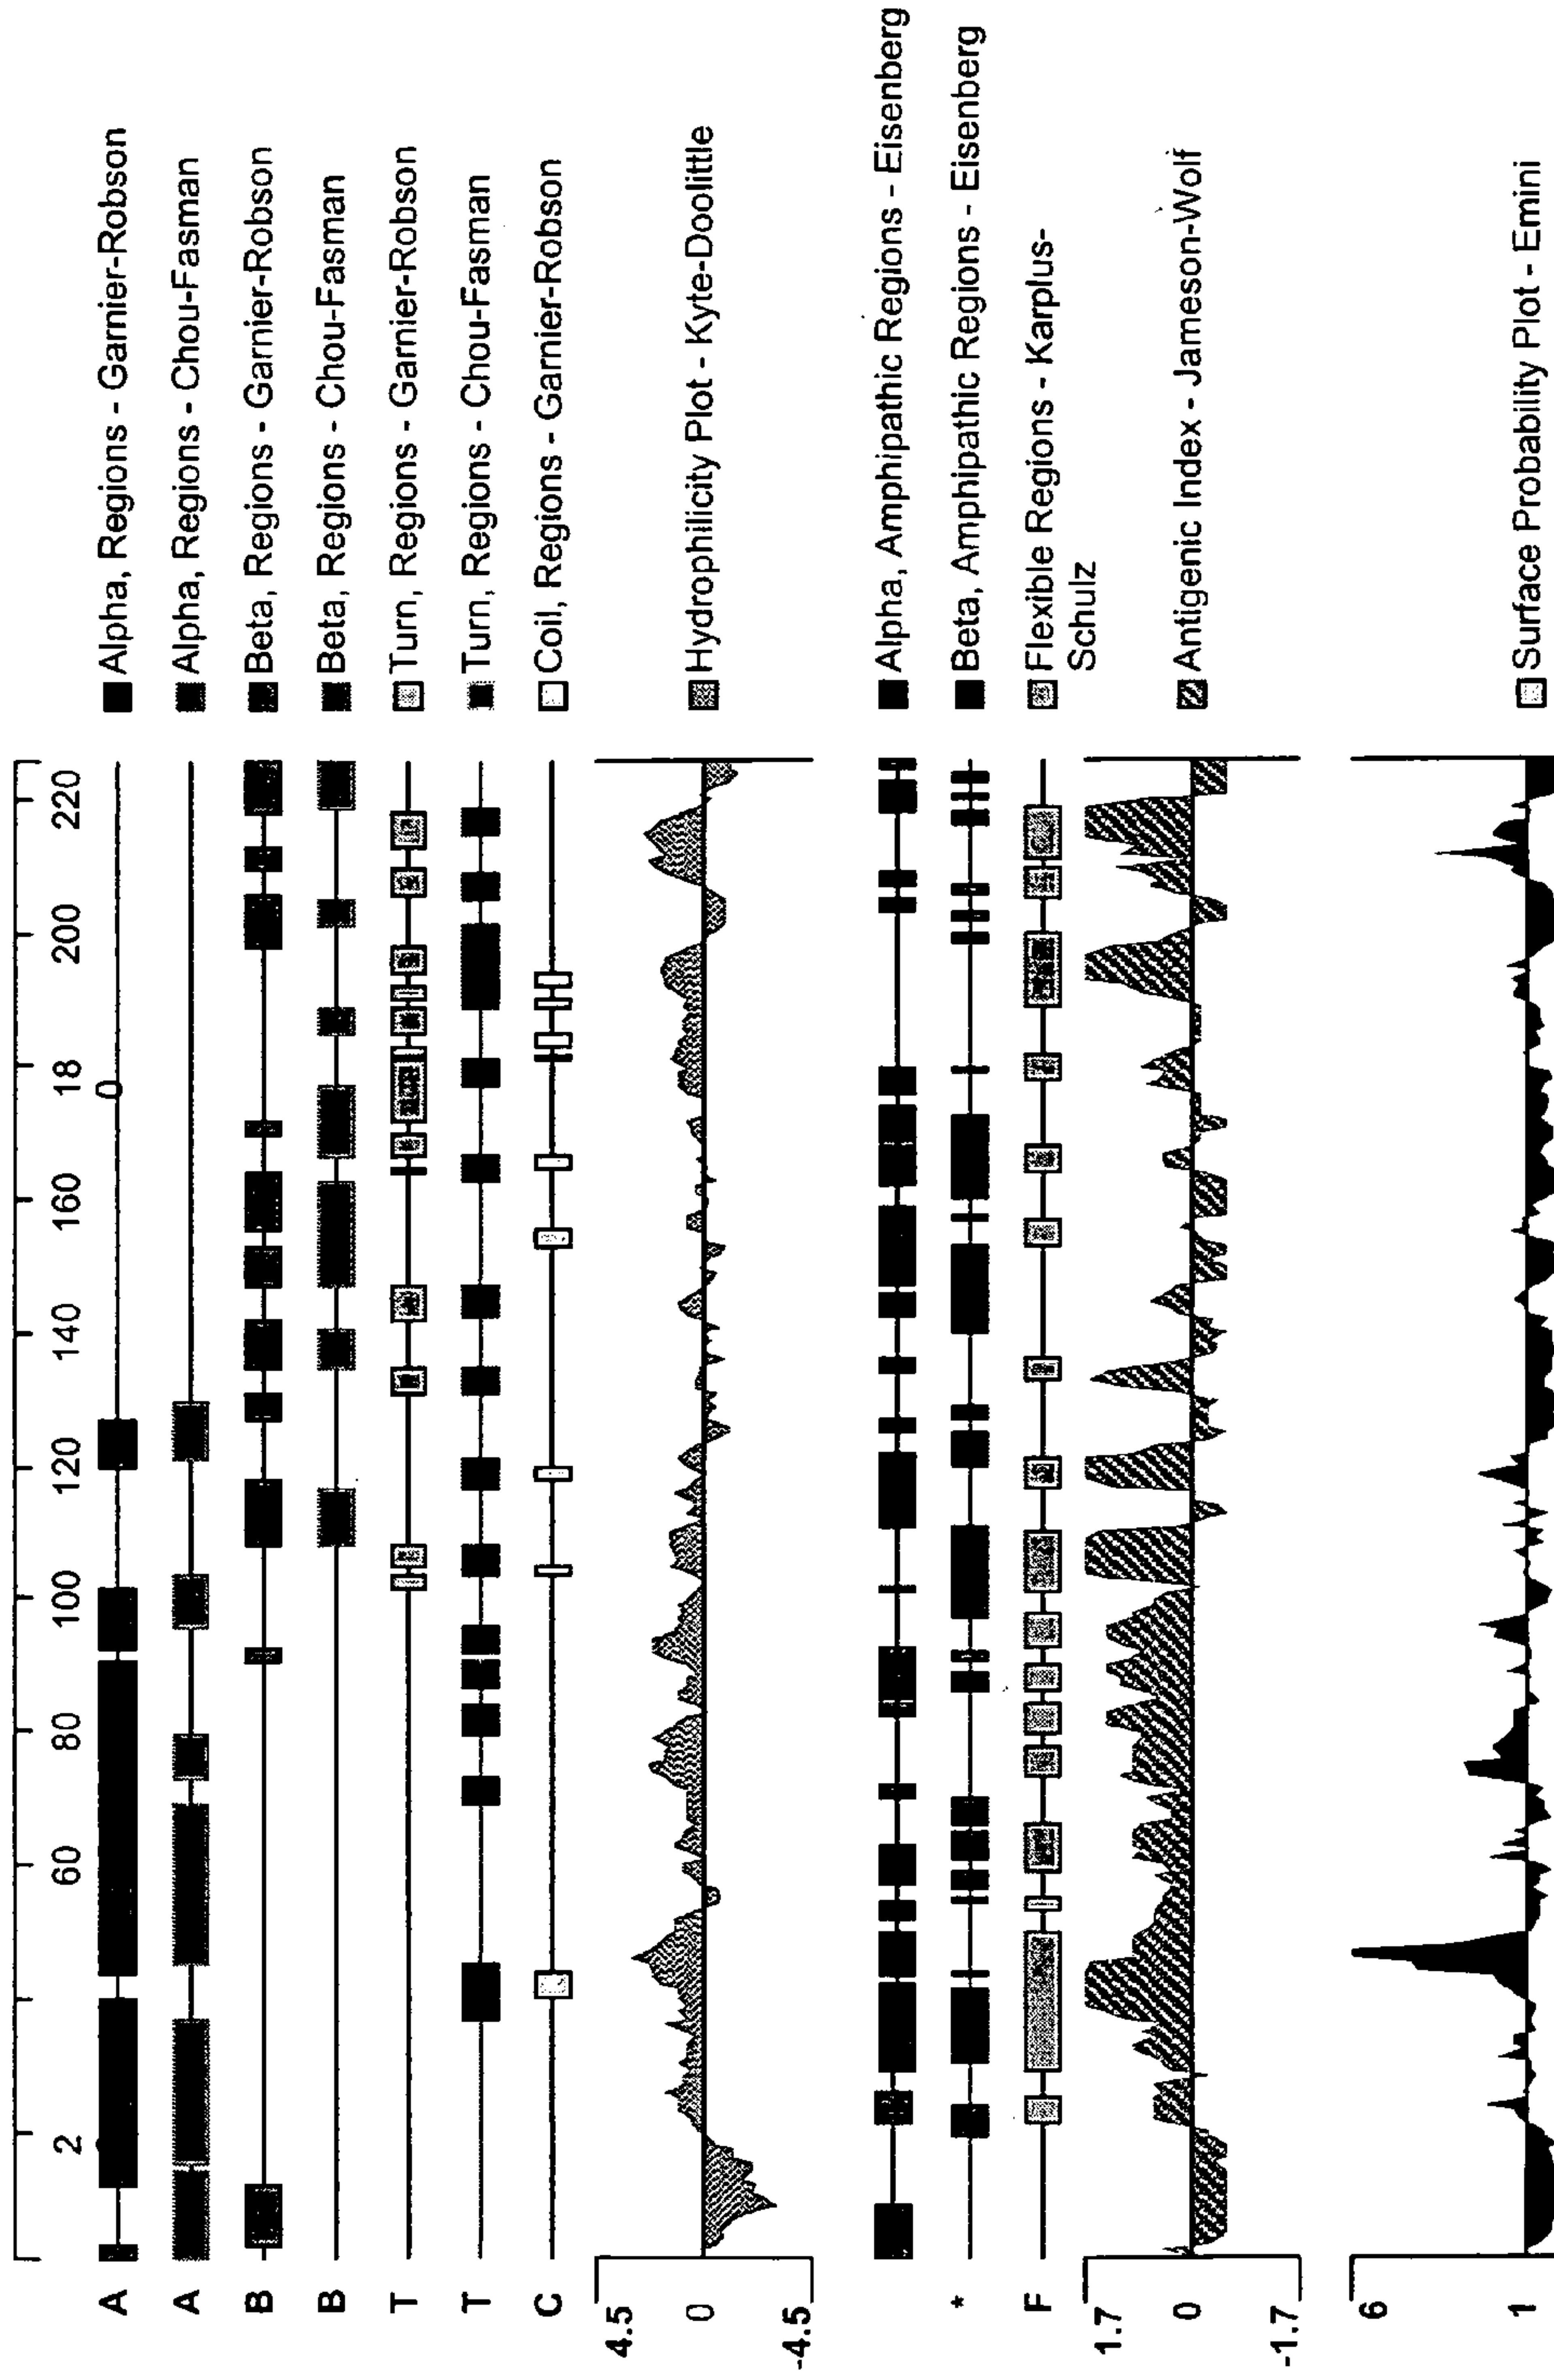 2 60 80 100 120 140 160 18 200 220
0
A Alpha, Regions - Garnier-Robson
A Alpha, Regions - Chou-Fasman
B Beta, Regions - Garnier-Robson
B Beta, Regions - Chou-Fasman
T Turn, Regions - Garnier-Robson
T Turn, Regions - Chou-Fasman
C Coil, Regions - Garnier-Robson
4.5
0 Hydrophilicity Plot - Kyte-Doolittle
-4.5
Alpha, Amphipathic Regions - Eisenberg
* Beta, Amphipathic Regions - Eisenberg
F Flexible Regions - Karplus-
Schulz
1.7
0 Antigenic Index - Jameson-Wolf
-1.7
6
1 Surface Probability Plot - Emini